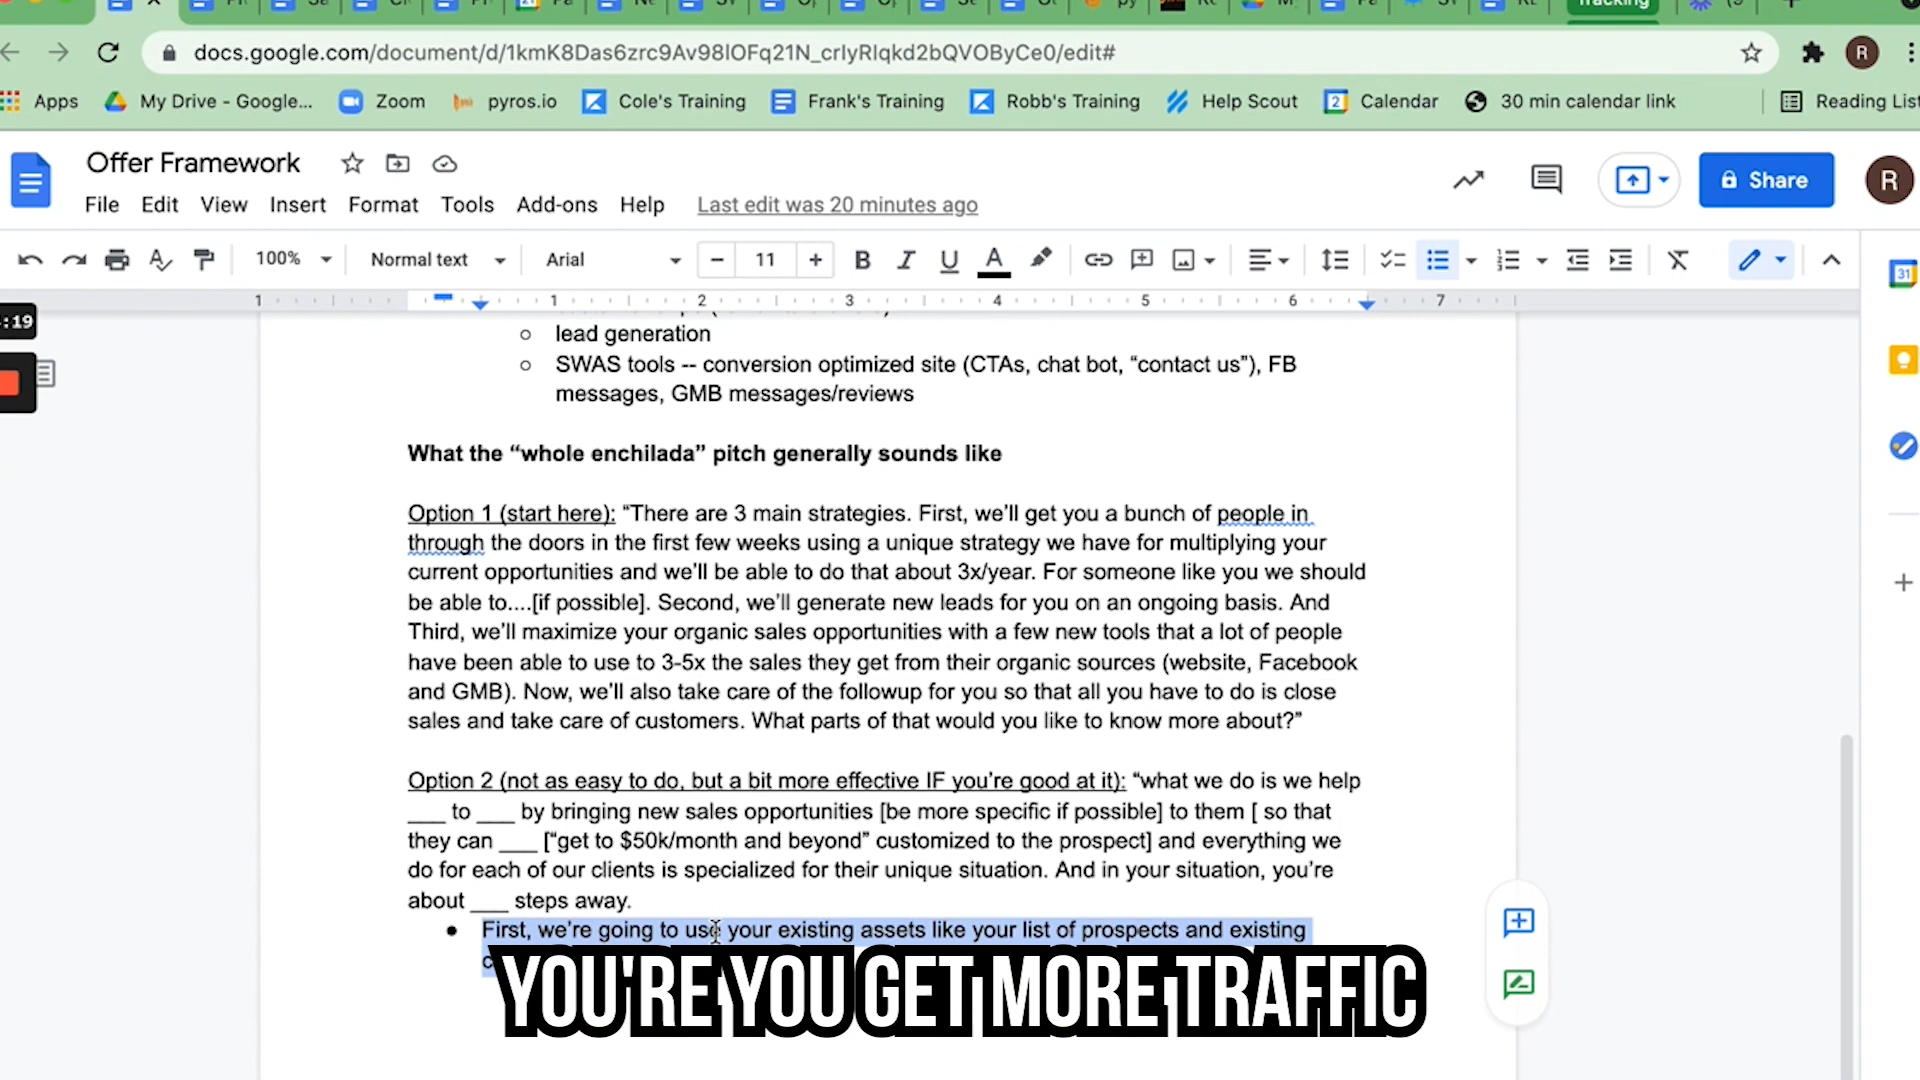 Tracking
docs.google.com/document/d/1kmK8Das6zrc9Av98lOFq21N_crIyRlqkd2bQVOByCe0/edit#
R
Apps My Drive - Google... Zoom pyros.io Cole's Training Frank's Training Robb's Training Help Scout 2 Calendar 30 min calendar link Reading List
Offer Framework
Share
R
File Edit View Insert Format Tools Add-ons Help Last edit was 20 minutes ago
100% Normal text Arial 11 B I U A
31
1 1 2 3 4 5 6 7
:19
lead generation
SWAS tools -- conversion optimized site (CTAs, chat bot, “contact us”), FB
messages, GMB messages/reviews
What the “whole enchilada” pitch generally sounds like
Option 1 (start here): “There are 3 main strategies. First, we’ll get you a bunch of people in
through the doors in the first few weeks using a unique strategy we have for multiplying your
current opportunities and we’ll be able to do that about 3x/year. For someone like you we should
be able to....[if possible]. Second, we’ll generate new leads for you on an ongoing basis. And
Third, we’ll maximize your organic sales opportunities with a few new tools that a lot of people
have been able to use to 3-5x the sales they get from their organic sources (website, Facebook
and GMB). Now, we’ll also take care of the followup for you so that all you have to do is close
sales and take care of customers. What parts of that would you like to know more about?”
Option 2 (not as easy to do, but a bit more effective IF you’re good at it): “what we do is we help
___ to ___ by bringing new sales opportunities [be more specific if possible] to them [ so that
they can ___ [“get to $50k/month and beyond” customized to the prospect] and everything we
do for each of our clients is specialized for their unique situation. And in your situation, you’re
about ___ steps away.
First, we’re going to use your existing assets like your list of prospects and existing
YOU'RE YOU GET MORE TRAFFIC